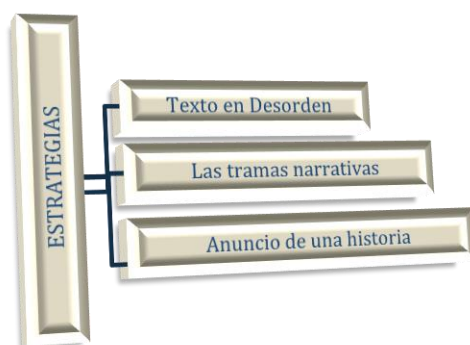 ESTRATEGIAS
Texto en Desorden
Las tramas narrativas
Anuncio de una historia